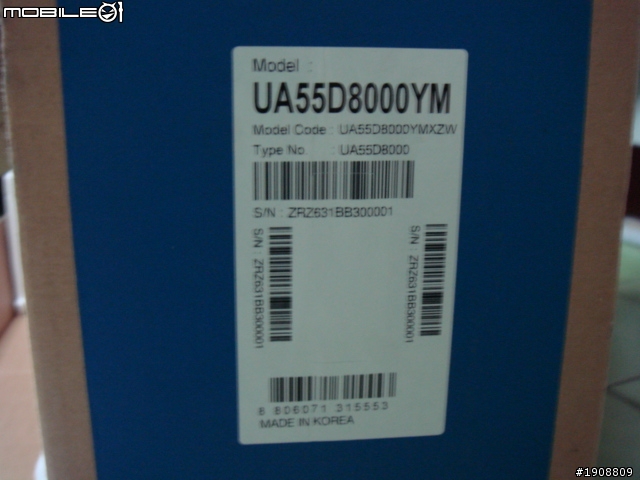 MOBILE01
Model :
UA55D8000YM
Model Code : UA55D8000YMXZW
Type No. : UA55D8000
S/N : ZRZ631BB300001
S/N : ZRZ631BB300001
S/N : ZRZ631BB300001
8 806071 315553
MADE IN KOREA
#1908809